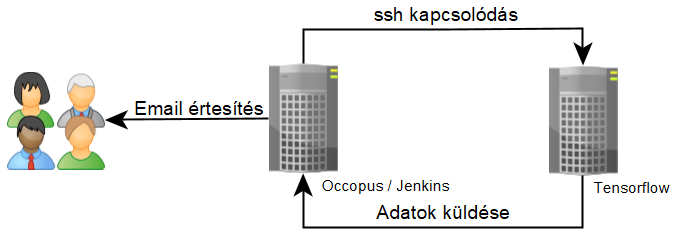 ssh kapcsolódás
Email értesítés
Occopus / Jenkins
Tensorflow
Adatok küldése